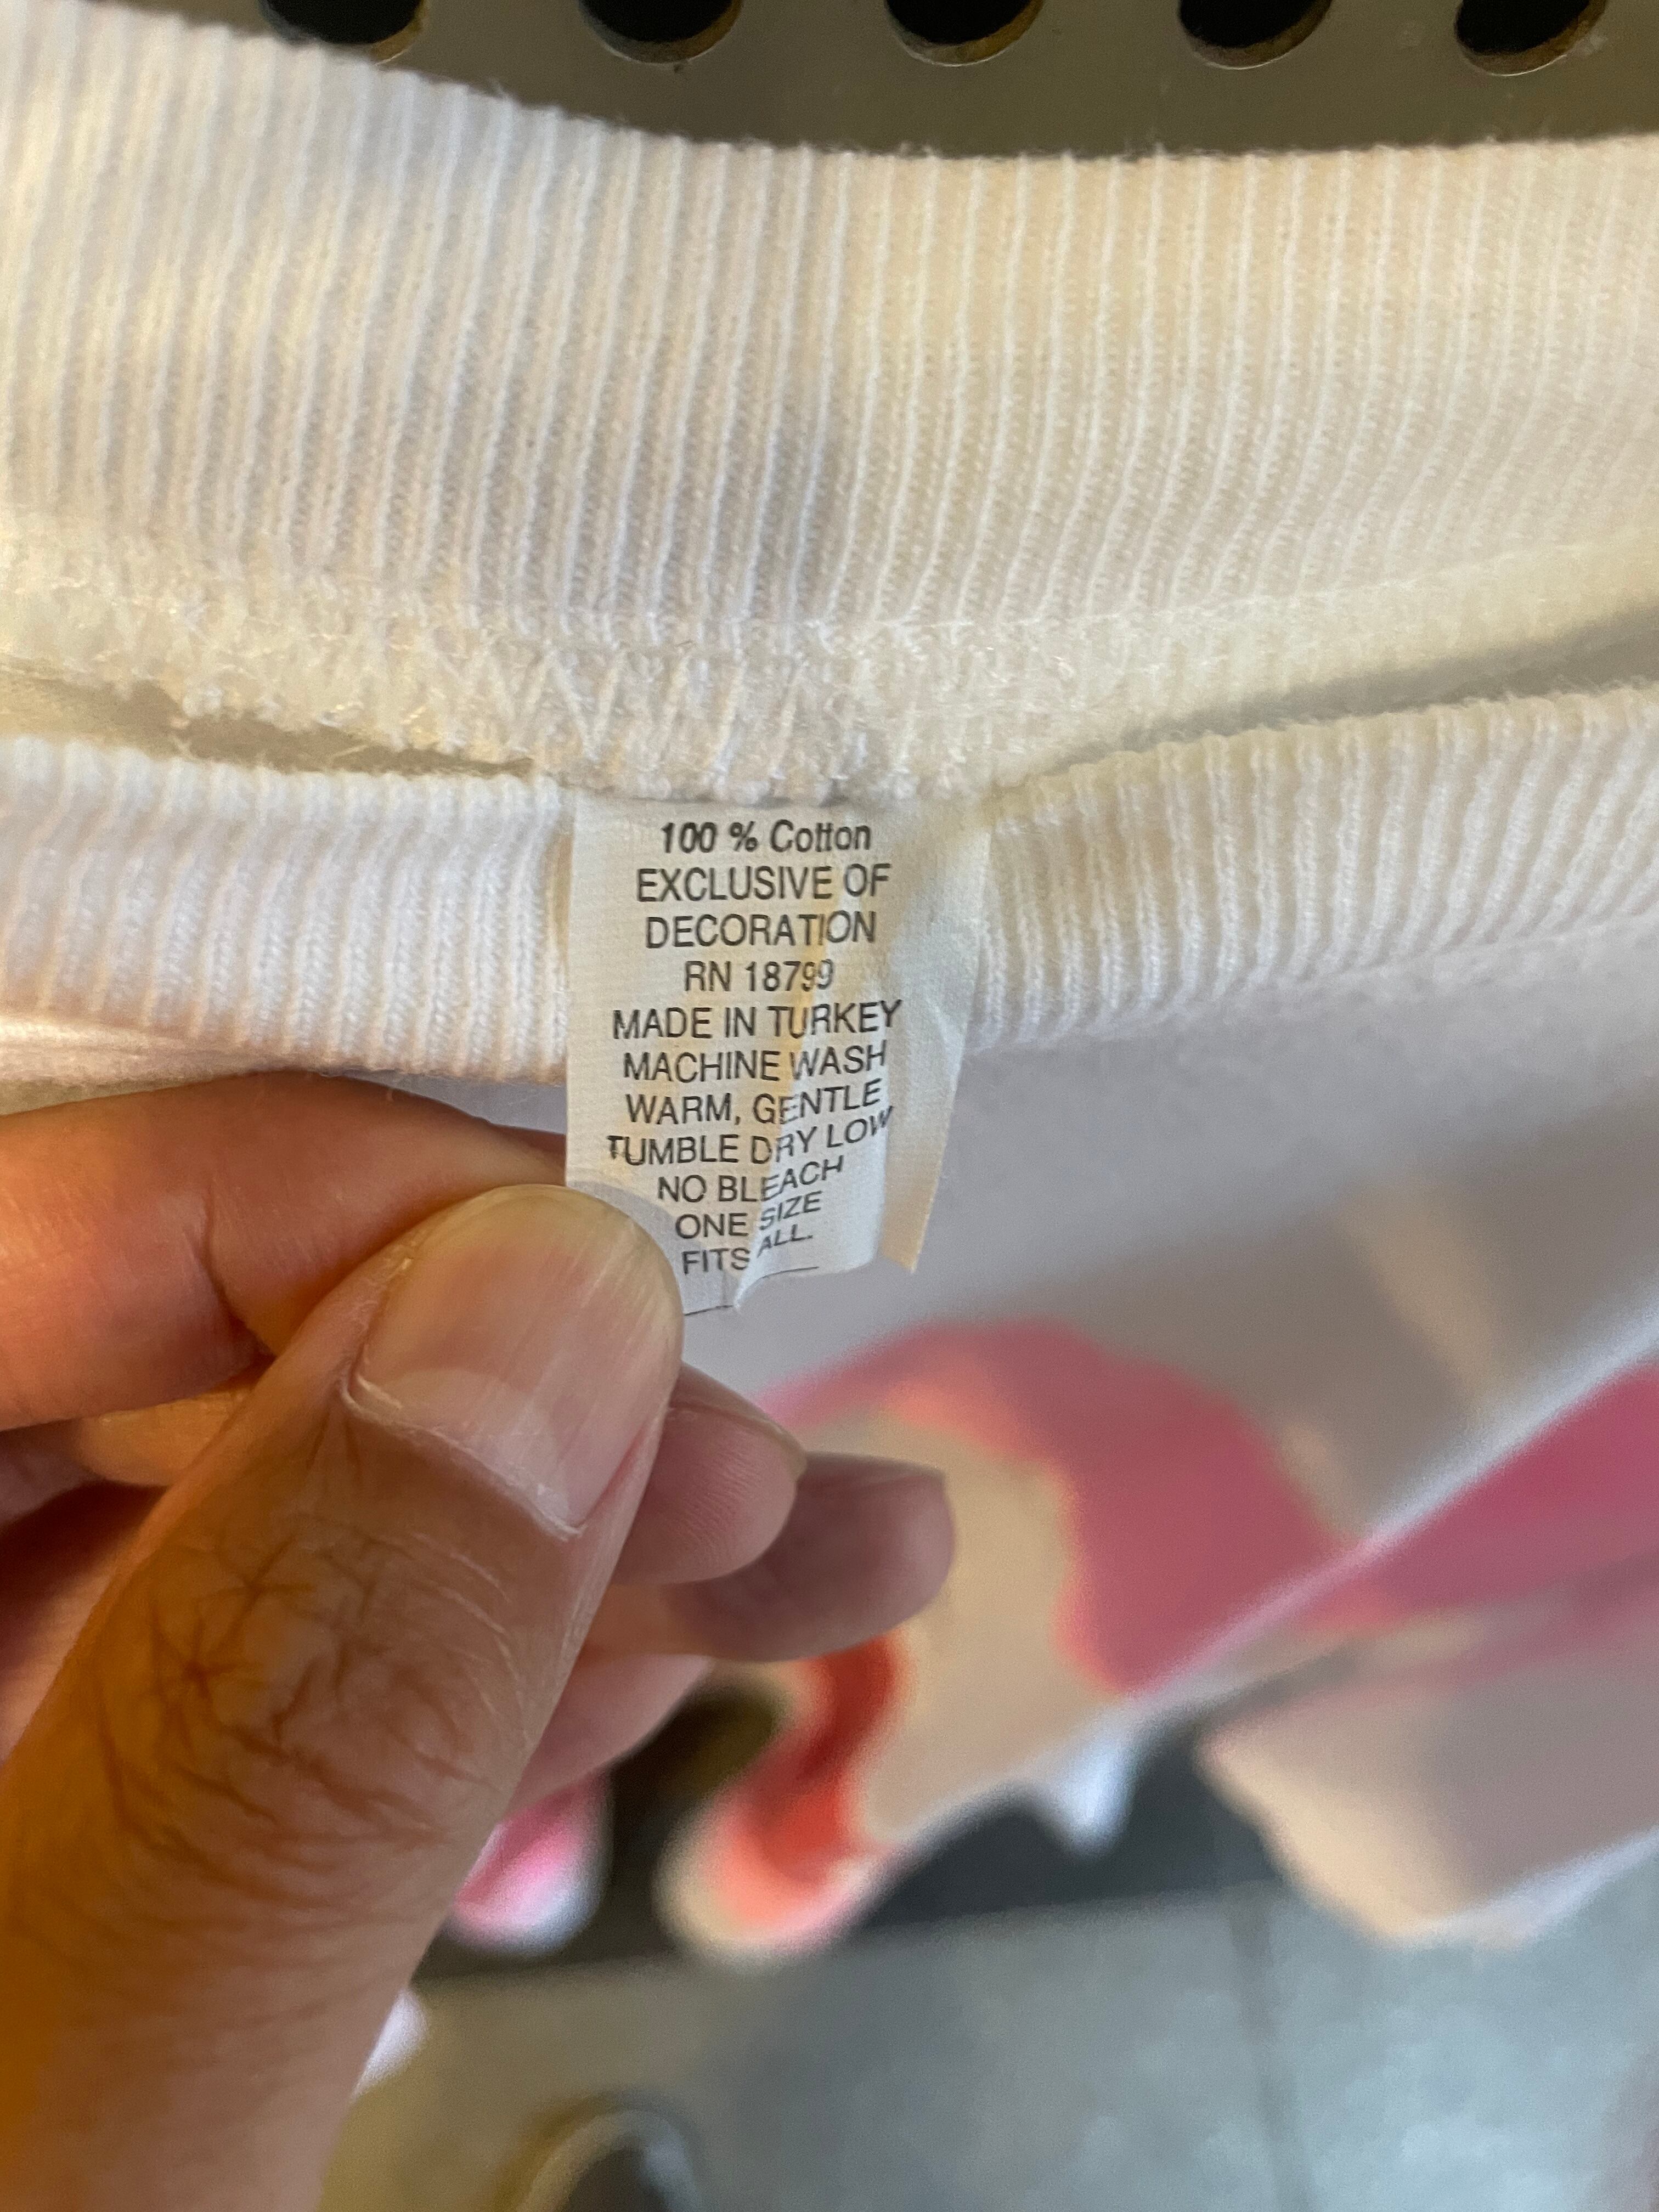 100 % Cotton
EXCLUSIVE OF
DECORATION
RN 18799
MADE IN TURKEY
MACHINE WASH
WARM, GENTLE
TUMBLE DRY LOW
NO BLEACH
ONE SIZE
FITS ALL.